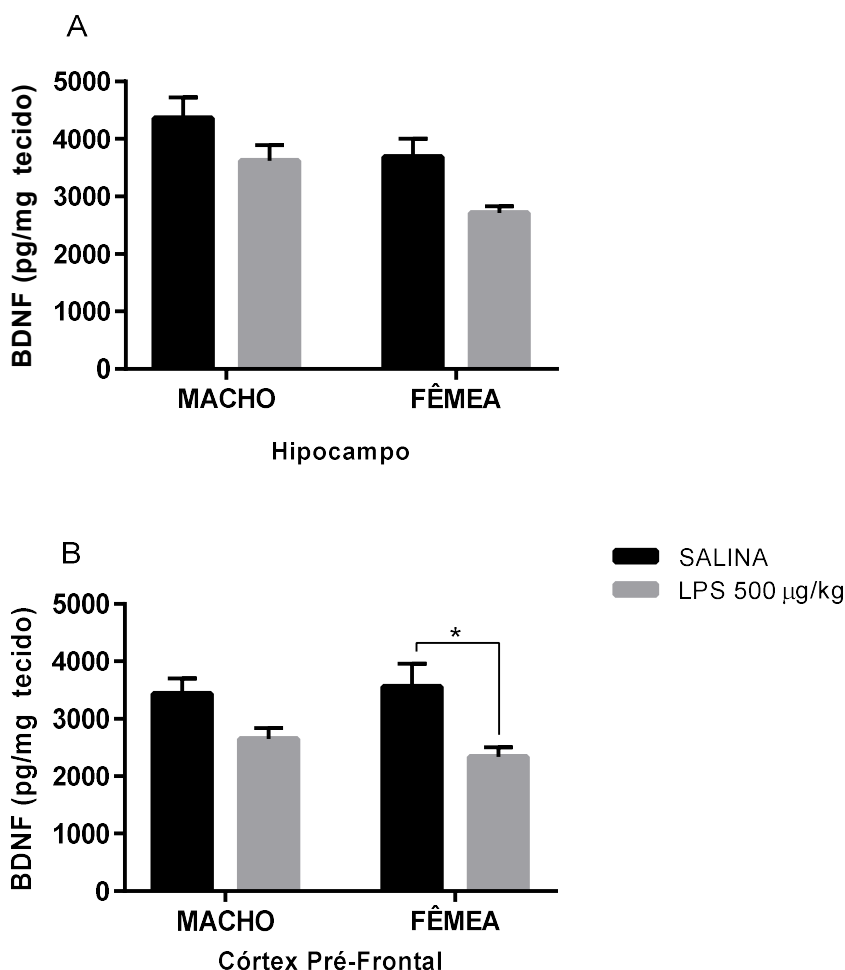 A
BDNF (pg/mg tecido)
5000
4000
3000
2000
1000
0
MACHO FÊMEA
Hipocampo
B
SALINA
LPS 500 µg/kg
BDNF (pg/mg tecido)
5000
4000
3000
2000
1000
0
*
MACHO FÊMEA
Córtex Pré-Frontal